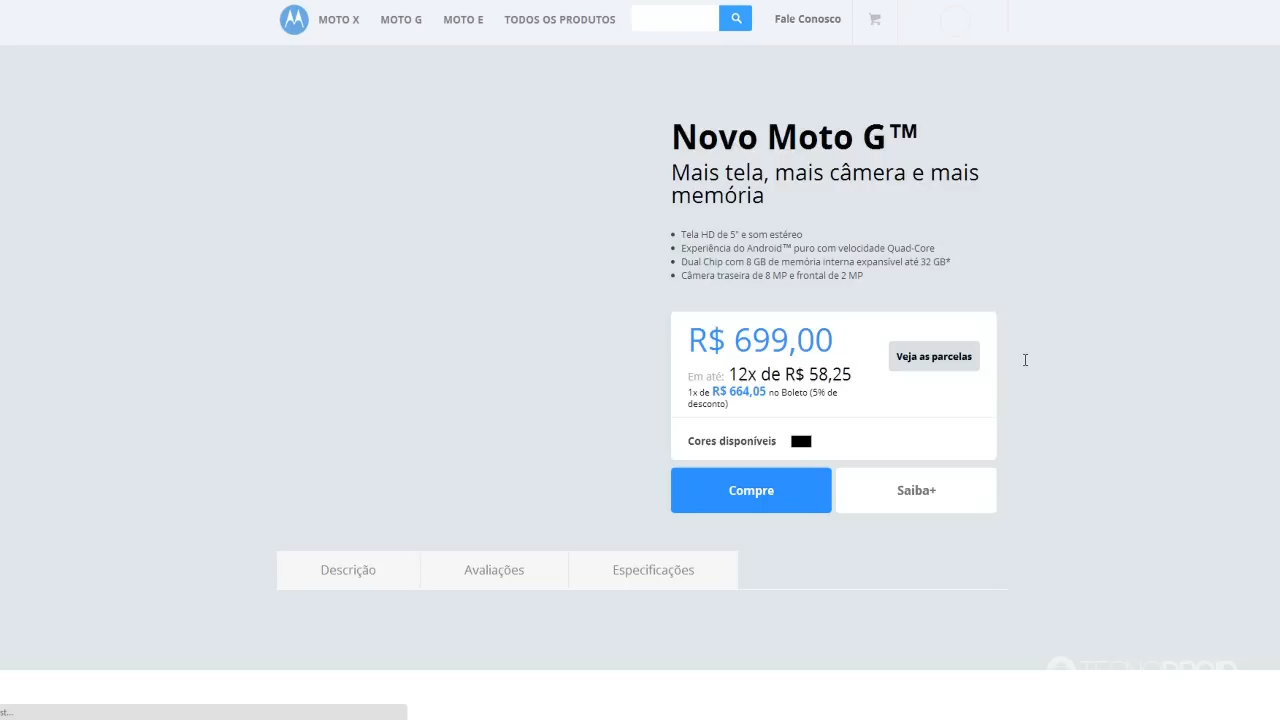 MOTO X MOTO G MOTO E TODOS OS PRODUTOS Fale Conosco
Novo Moto G™
Mais tela, mais câmera e mais
memória
• Tela HD de 5" e som estéreo
• Experiência do Android™ puro com velocidade Quad-Core
• Dual Chip com 8 GB de memória interna expansível até 32 GB*
• Câmera traseira de 8 MP e frontal de 2 MP
R$ 699,00
Veja as parcelas
Em até: 12x de R$ 58,25
1x de R$ 664,05 no Boleto (5% de
desconto)
Cores disponíveis
Compre Saiba+
Descrição Avaliações Especificações
st...